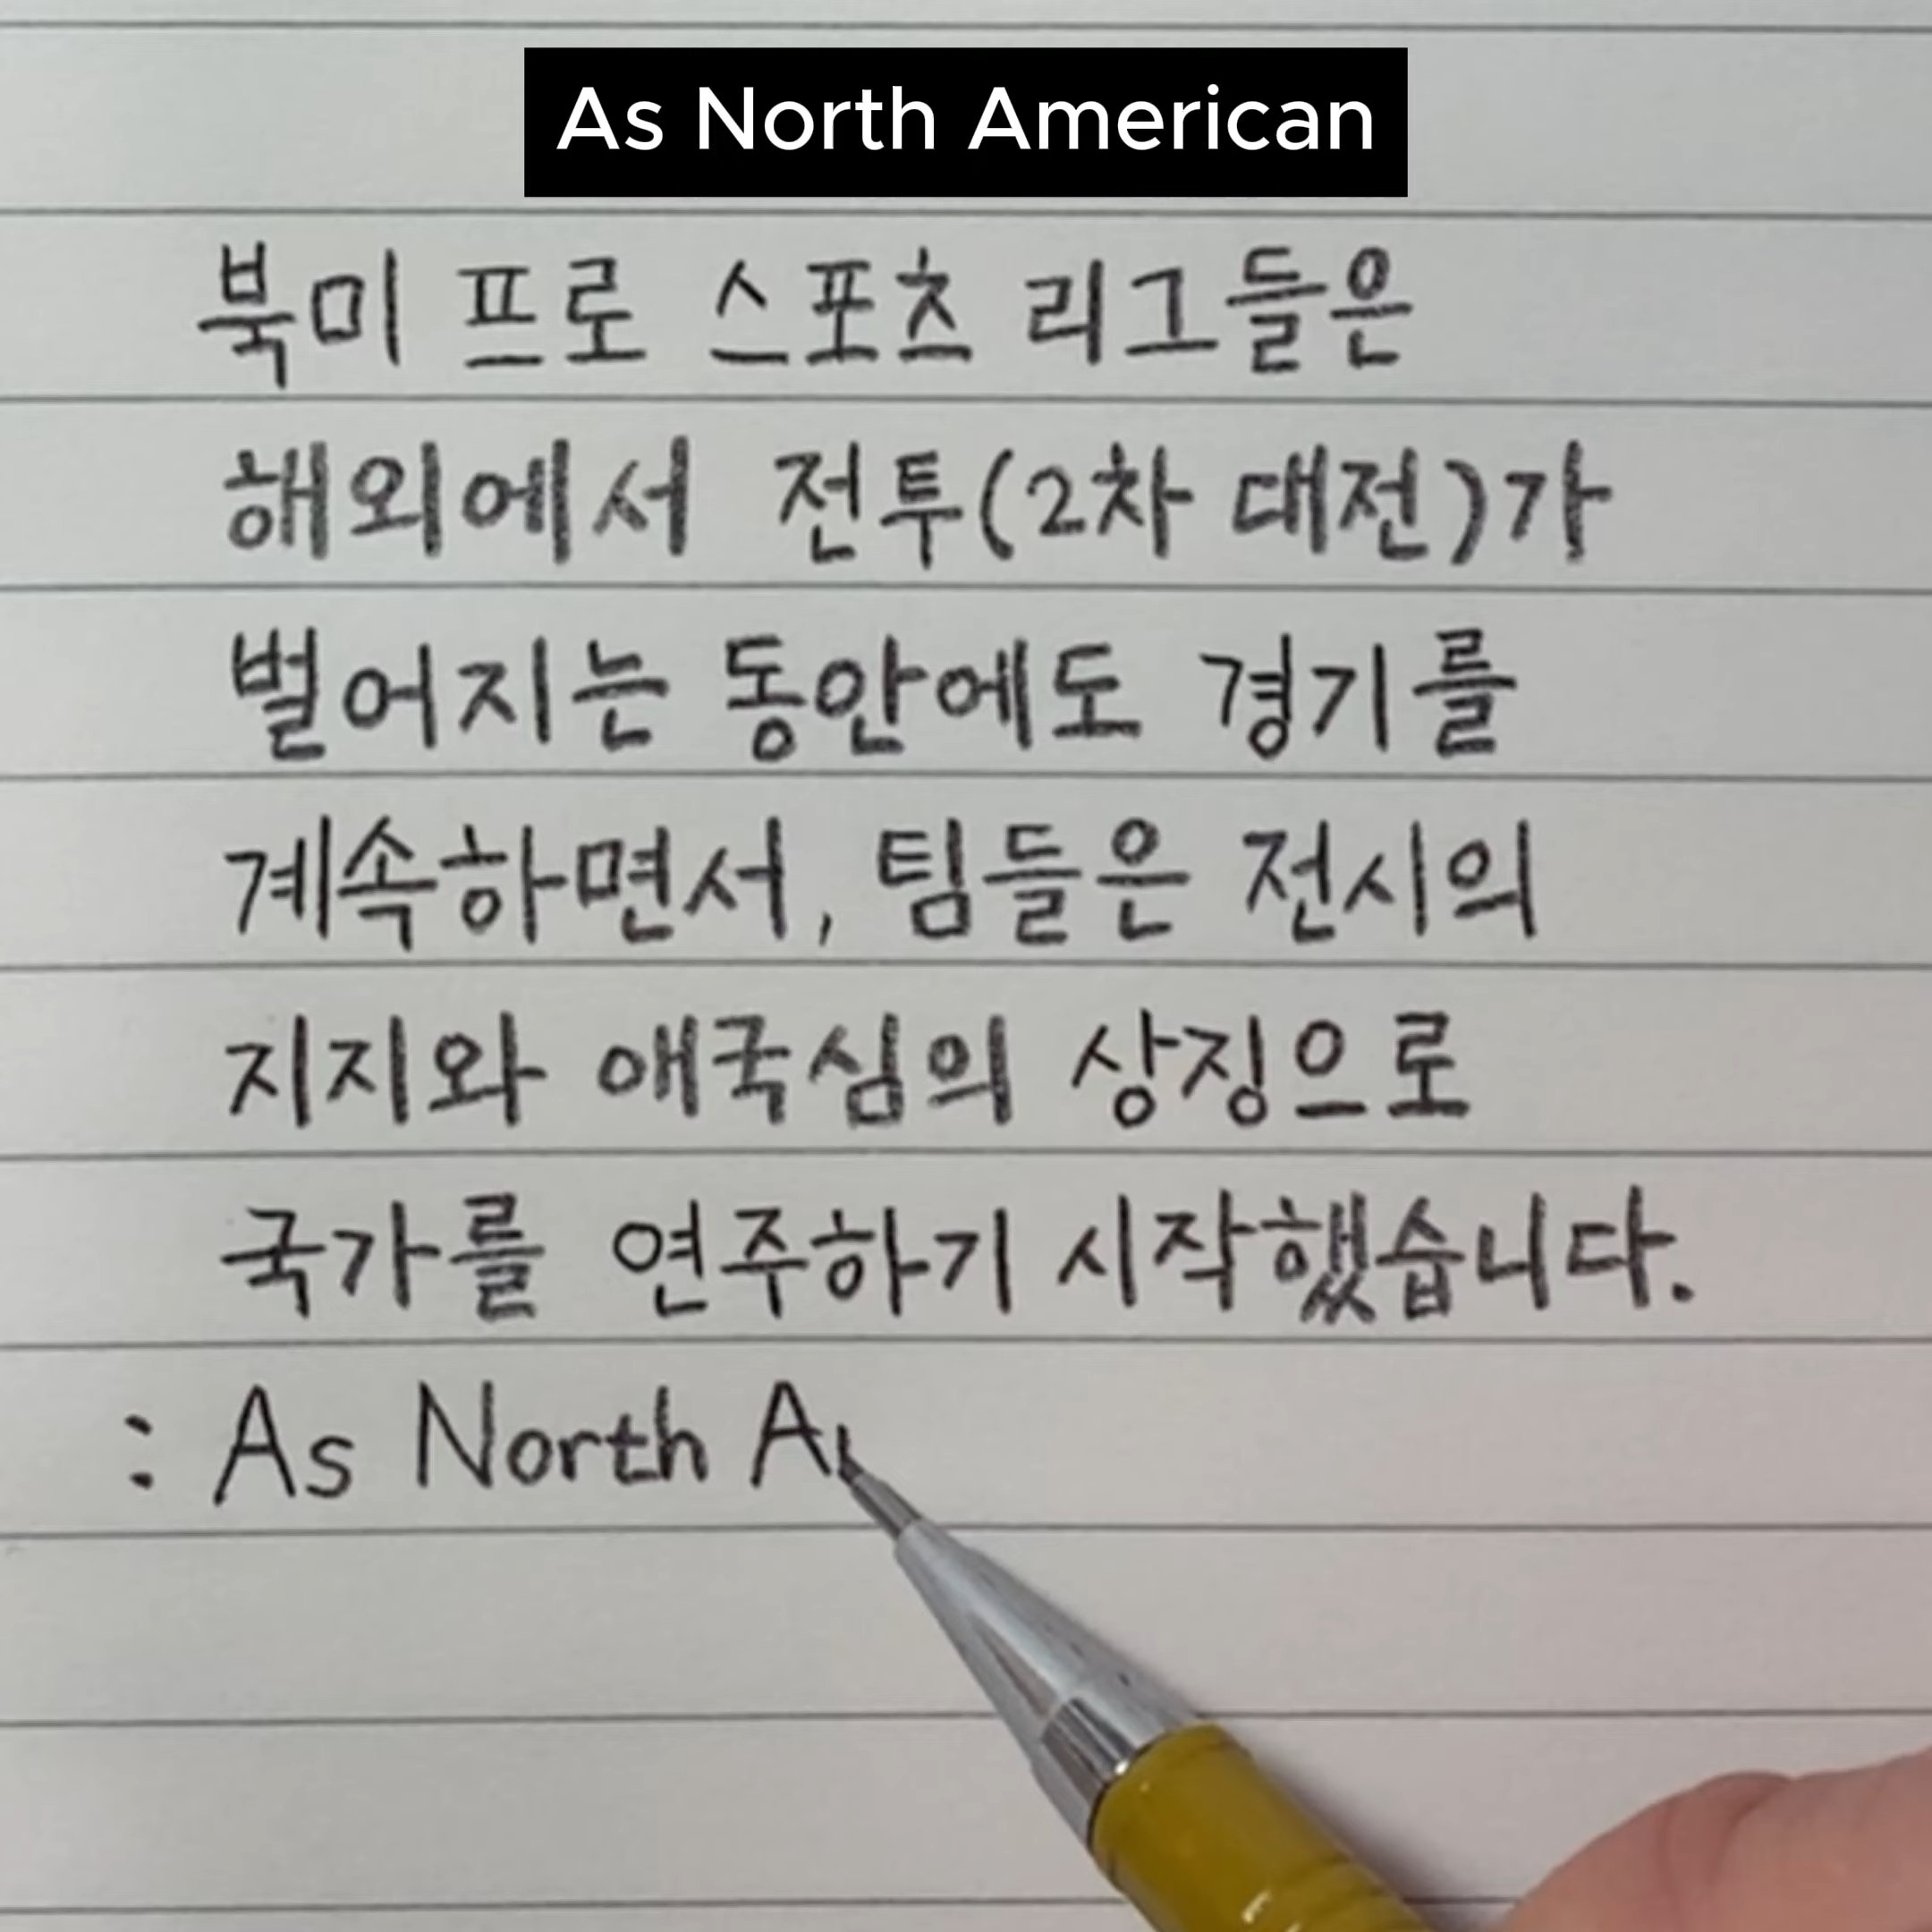 As North American
북미 프로 스포츠 리그들은
해외에서 전투(2차 대전)가
벌어지는 동안에도 경기를
계속하면서, 팀들은 전시의
지지와 애국심의 상징으로
국가를 연주하기 시작했습니다.
: As North A